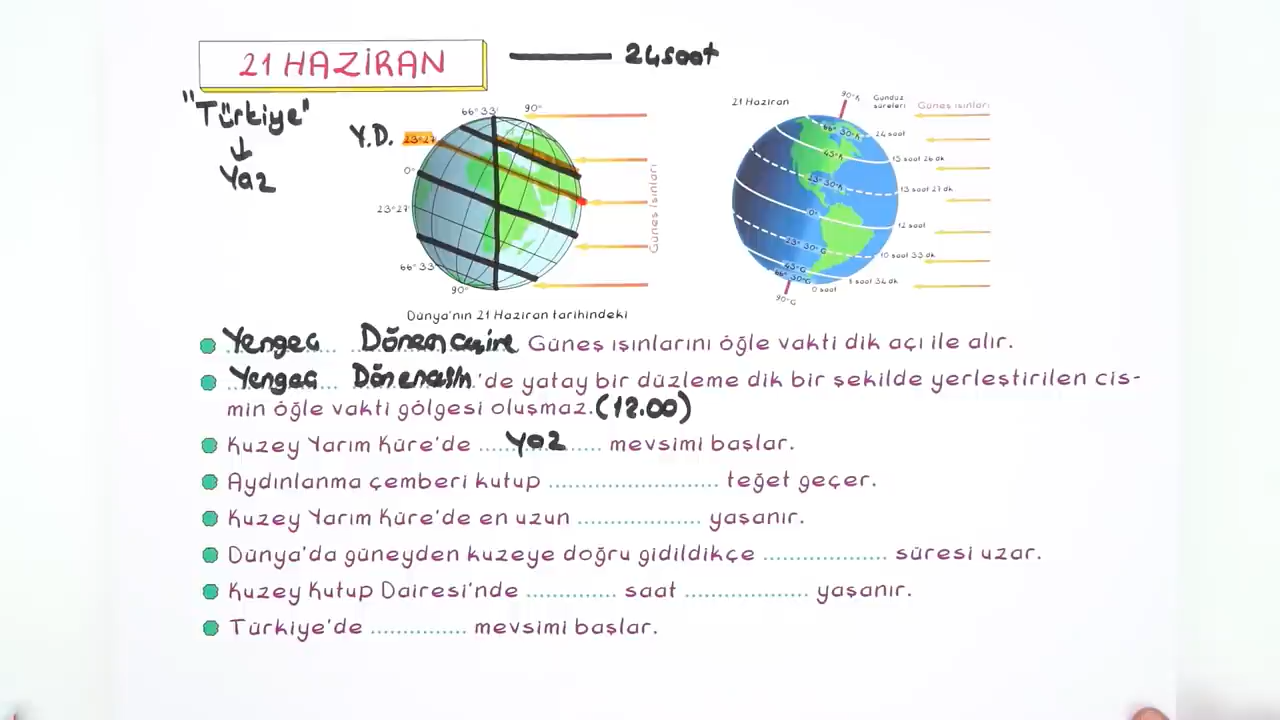 21 HAZİRAN
24 saat
"Türkiye"
Yaz
Y.D.
66° 33'
90°
23° 27'
0°
23° 27'
66° 33'
90°
Güneş Işınları
Dünya'nın 21 Haziran tarihindeki
21 Haziran
90°K
Gündüz
süreleri
Güneş ışınları
66° 30'K
24 saat
45°K
15 saat 26 dk
23° 30'K
13 saat 27 dk
0°
12 saat
23° 30'G
10 saat 33 dk
45°G
8 saat 34 dk
66° 30'G
0 saat
90°G
Yengeç Dönencesine Güneş ışınlarını öğle vakti dik açı ile alır.
Yengeç Dönencesin'de yatay bir düzleme dik bir şekilde yerleştirilen cis-
min öğle vakti gölgesi oluşmaz. (12.00)
Kuzey Yarım Küre'de ..... yaz ..... mevsimi başlar.
Aydınlanma çemberi kutup ........................ teğet geçer.
Kuzey Yarım Küre'de en uzun ................. yaşanır.
Dünya'da güneyden kuzeye doğru gidildikçe ................. süresi uzar.
Kuzey Kutup Dairesi'nde ............. saat ................. yaşanır.
Türkiye'de ............. mevsimi başlar.